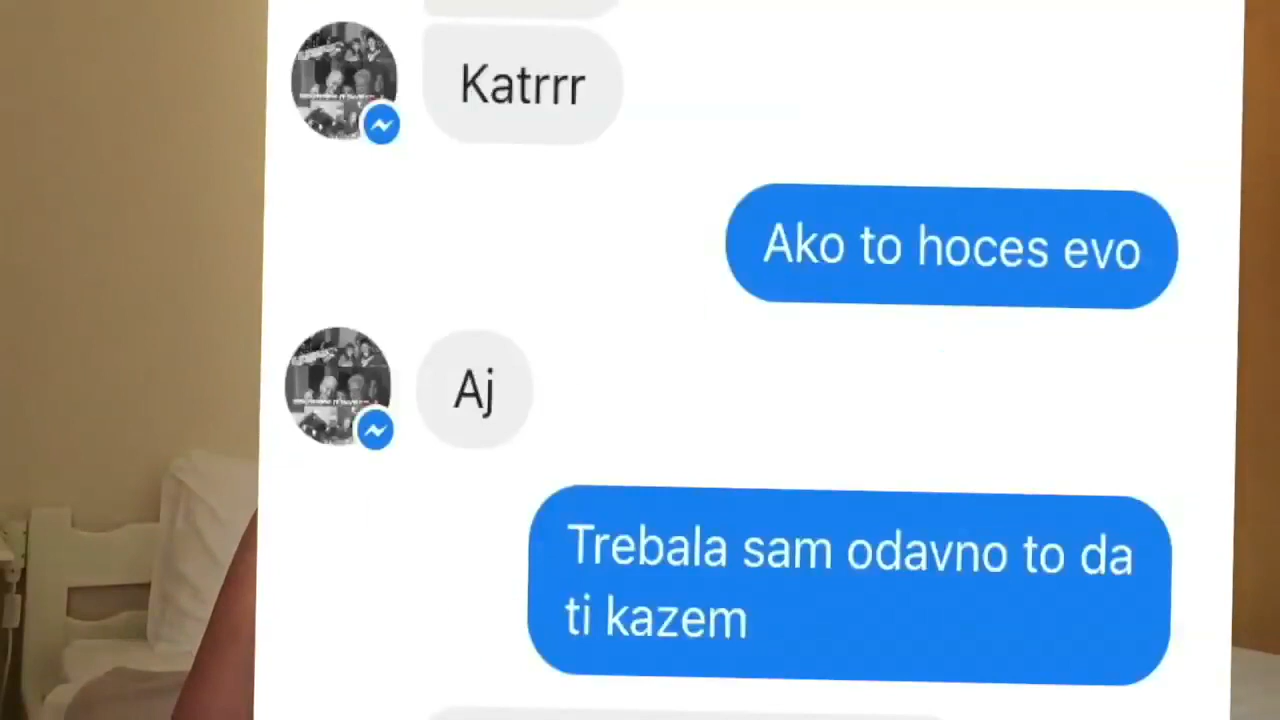 Katrrr
Ako to hoces evo
Aj
Trebala sam odavno to da
ti kazem